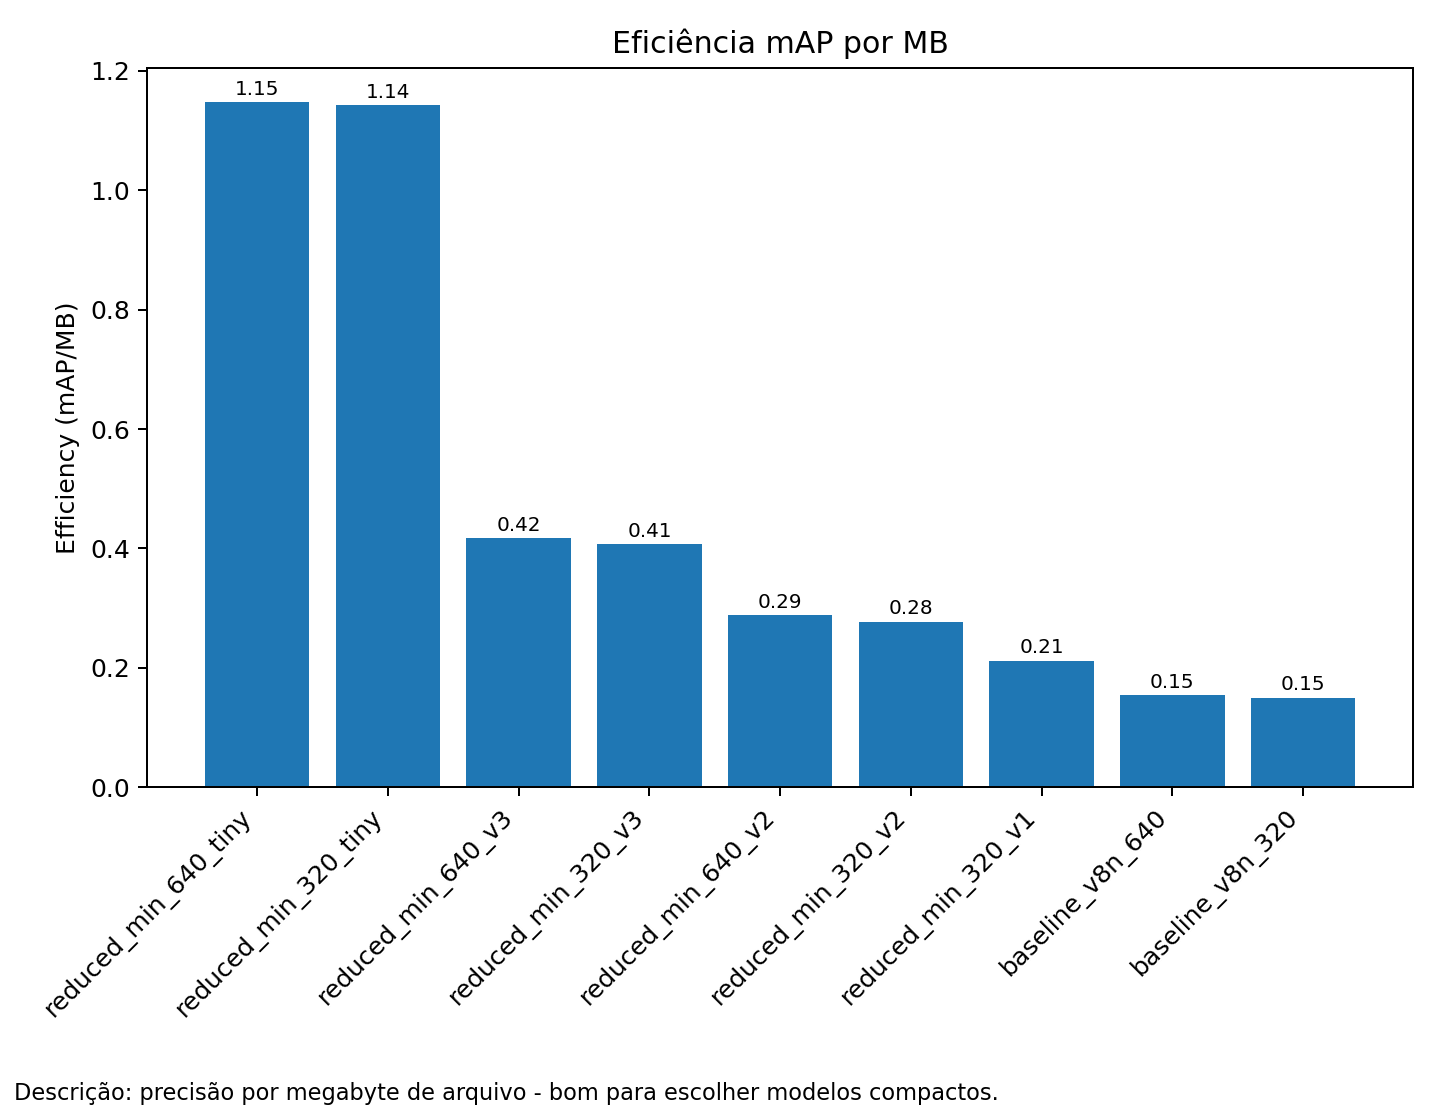 Eficiência mAP por MB
Efficiency (mAP/MB)
1.2
1.0
0.8
0.6
0.4
0.2
0.0
1.15
1.14
0.42
0.41
0.29
0.28
0.21
0.15
0.15
reduced_min_640_tiny
reduced_min_320_tiny
reduced_min_640_v3
reduced_min_320_v3
reduced_min_640_v2
reduced_min_320_v2
reduced_min_320_v1
baseline_v8n_640
baseline_v8n_320
Descrição: precisão por megabyte de arquivo - bom para escolher modelos compactos.